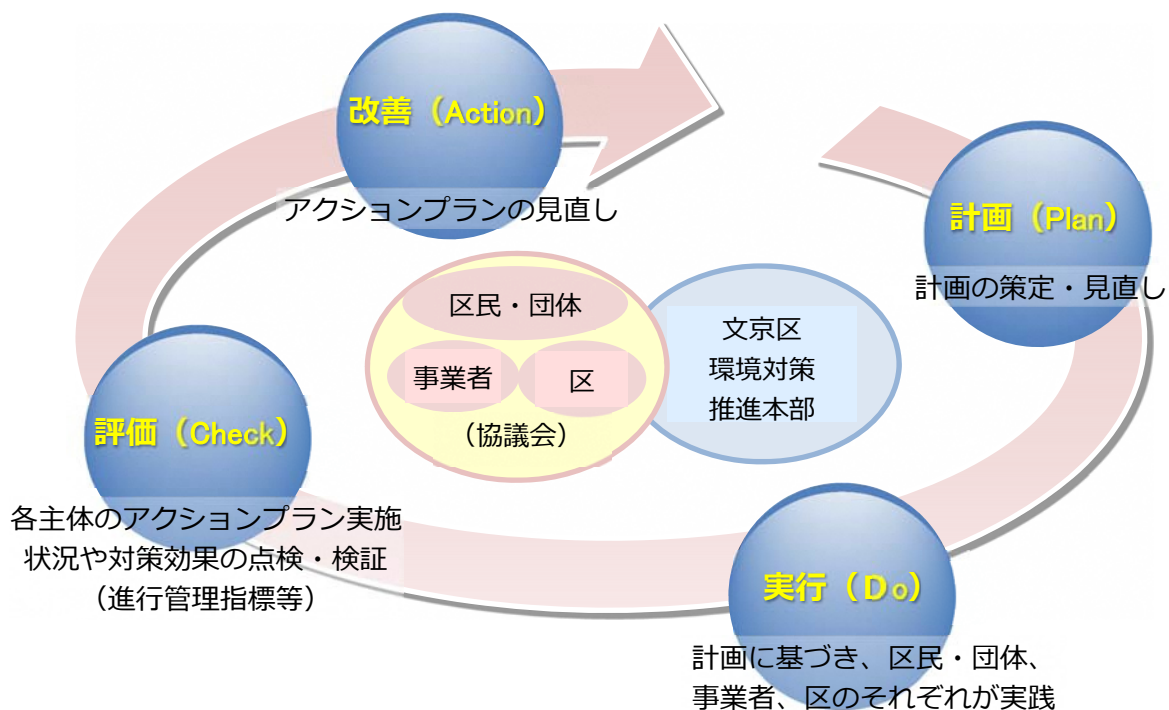 改善（Action）
アクションプランの見直し
計画（Plan）
計画の策定・見直し
区民・団体
事業者
区
（協議会）
文京区
環境対策
推進本部
評価（Check）
各主体のアクションプラン実施
状況や対策効果の点検・検証
（進行管理指標等）
実行（Ｄo）
計画に基づき、区民・団体、
事業者、区のそれぞれが実践